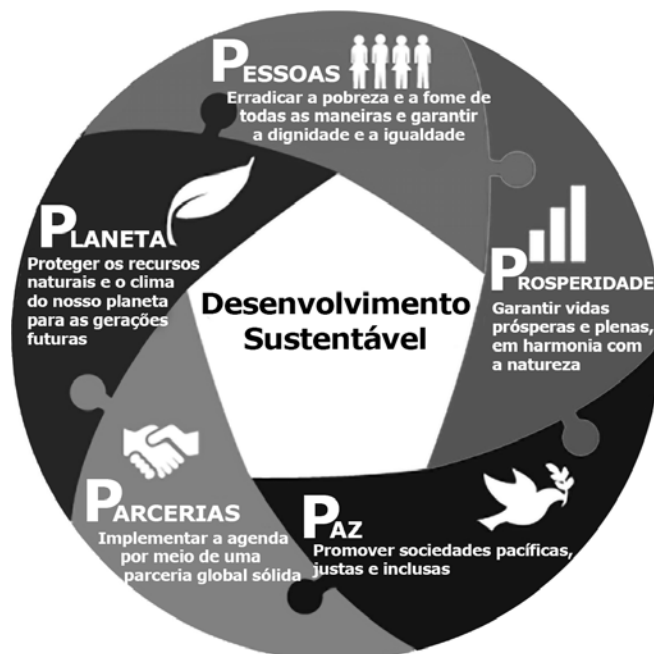 PESSOAS
Erradicar a pobreza e a fome de
todas as maneiras e garantir
a dignidade e a igualdade
PLANETA
Proteger os recursos
naturais e o clima
do nosso planeta
para as gerações
futuras
Desenvolvimento
Sustentável
PROSPERIDADE
Garantir vidas
prósperas e plenas,
em harmonia com
a natureza
PARCERIAS
Implementar a agenda
por meio de uma
parceria global sólida
PAZ
Promover sociedades pacíficas,
justas e inclusas